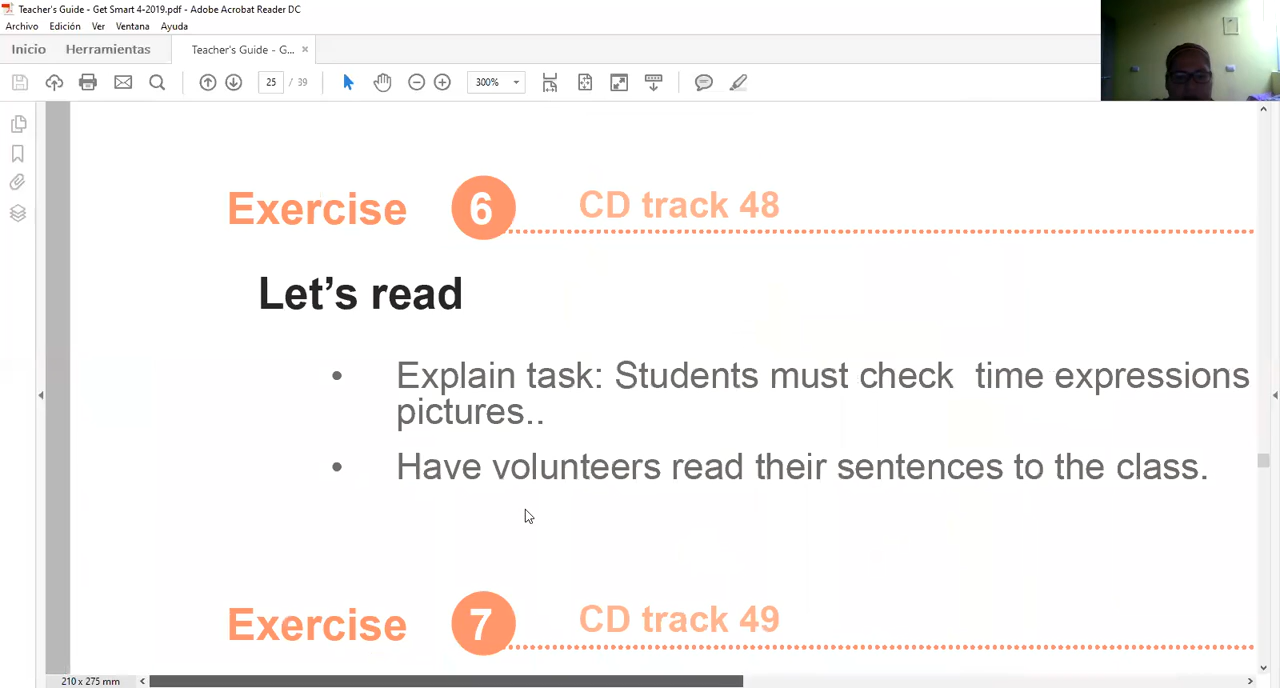 Teacher's Guide - Get Smart 4-2019.pdf - Adobe Acrobat Reader DC
Archivo Edición Ver Ventana Ayuda
Inicio Herramientas Teacher's Guide - G... ×
25 / 39 300%
Exercise 6 CD track 48
Let's read
• Explain task: Students must check time expressions
pictures..
• Have volunteers read their sentences to the class.
Exercise 7 CD track 49
210 x 275 mm